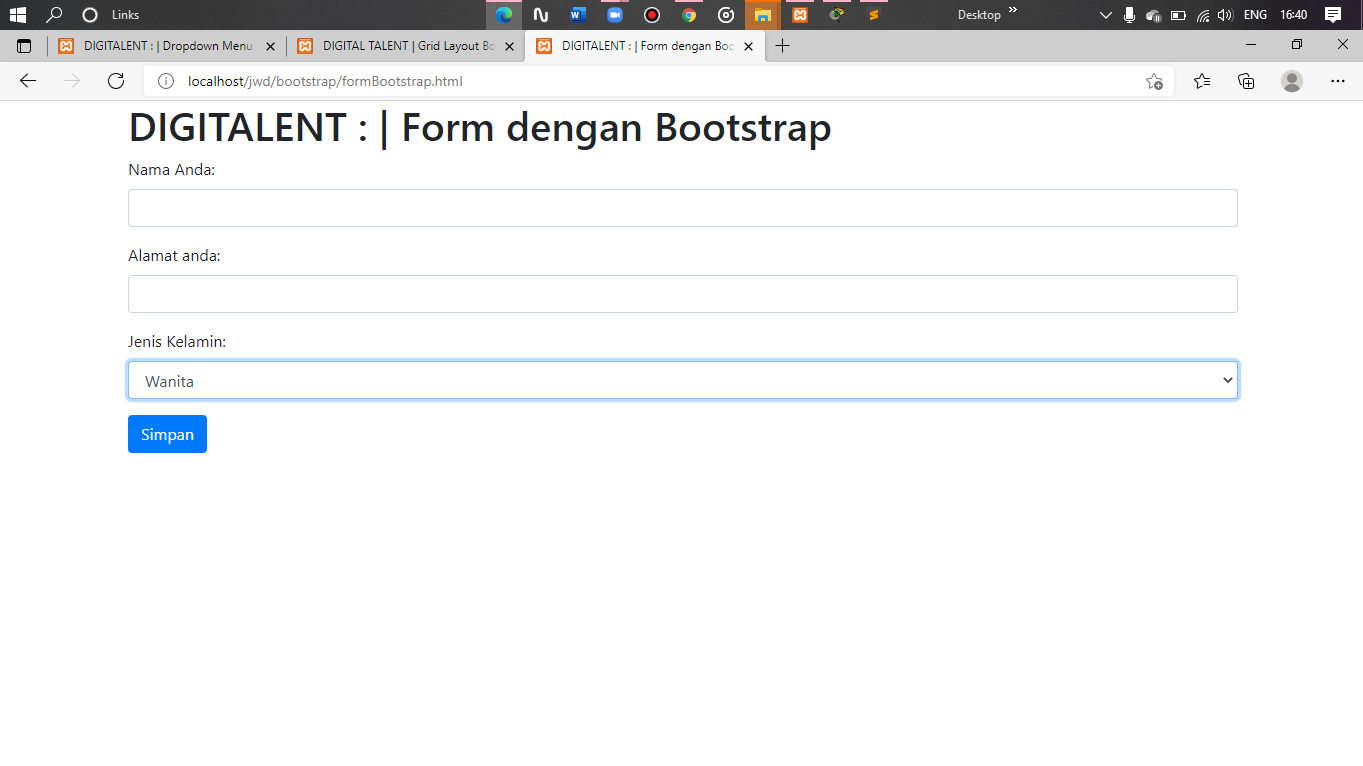 Links
Desktop
ENG 16:40
DIGITALENT : | Dropdown Menu
DIGITAL TALENT | Grid Layout Bo
DIGITALENT : | Form dengan Boo
localhost/jwd/bootstrap/formBootstrap.html
DIGITALENT : | Form dengan Bootstrap
Nama Anda:
Alamat anda:
Jenis Kelamin:
Wanita
Simpan